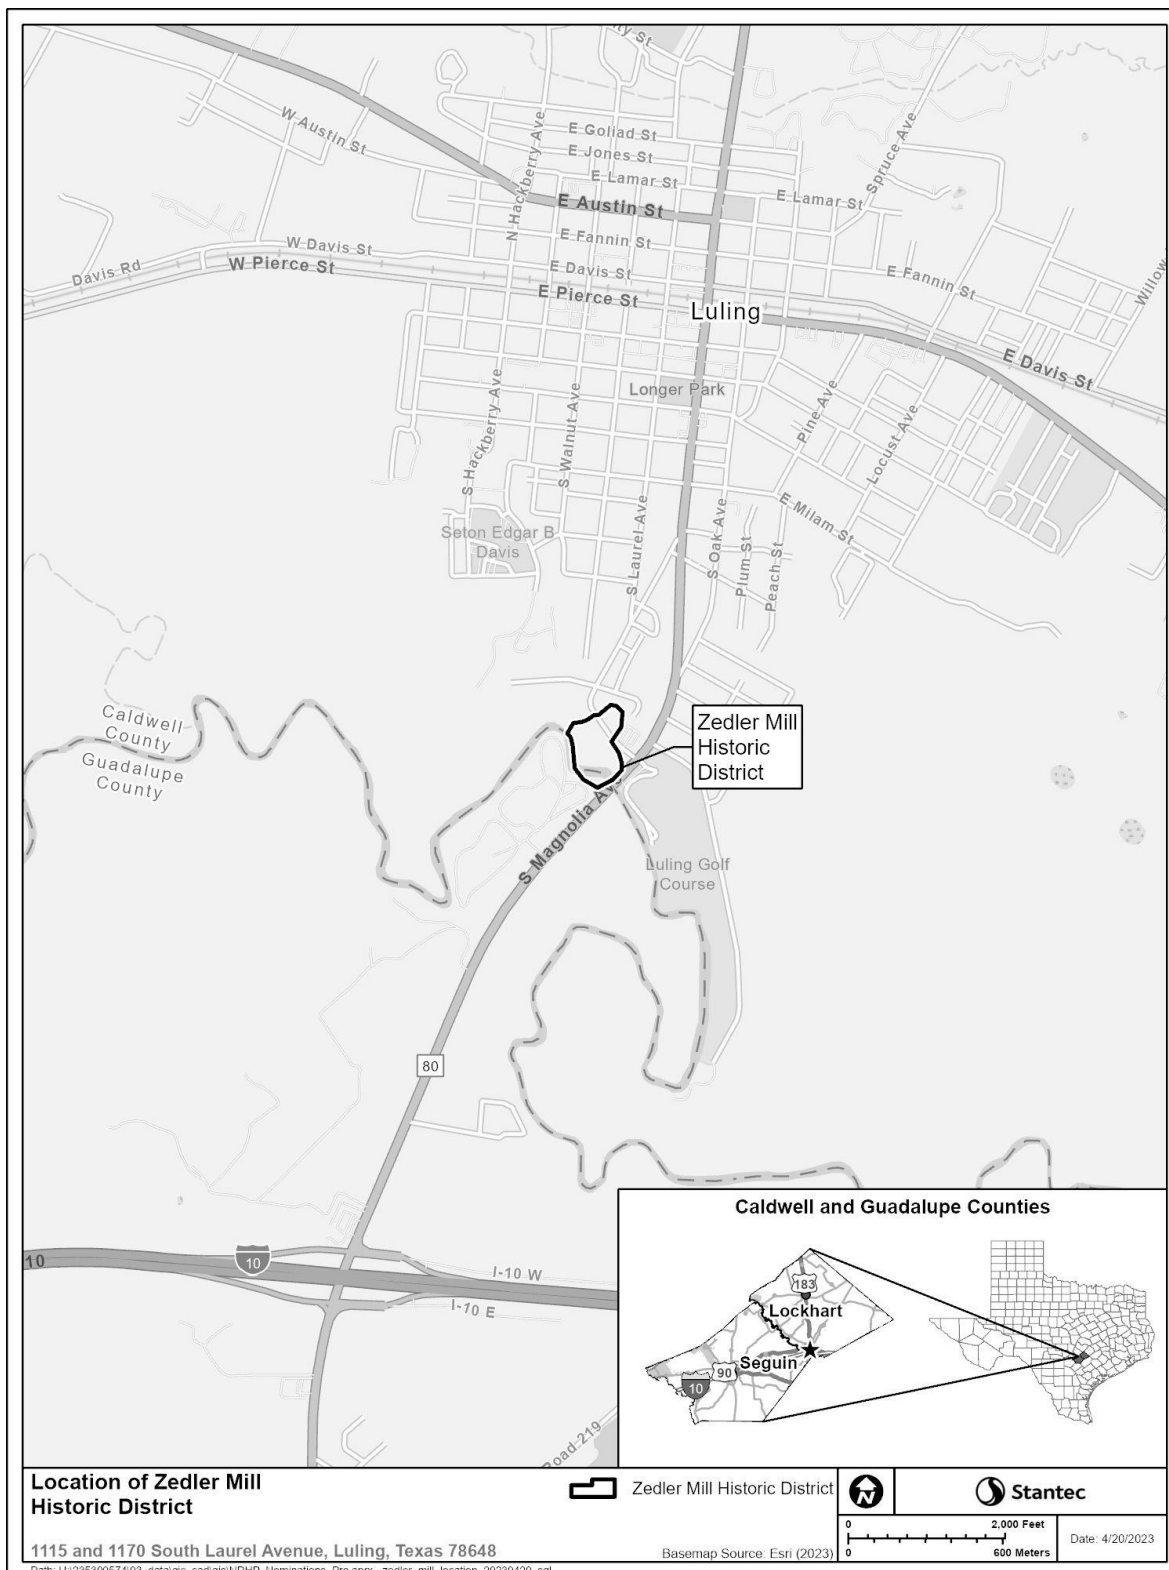 E Goliad St
W Austin St
E Jones St
N Hackberry Ave
Spruce Ave
E Lamar St
E Lamar St
E Austin St
E Fannin St
W Davis St
E Davis St
Davis Rd
W Pierce St
E Fannin St
E Pierce St
Willow
Luling
E Davis St
Longer Park
S Hackberry Ave
S Walnut Ave
Pine Ave
Locust Ave
E Milam St
Seton Edgar B
Davis
S Laurel Ave
S Oak Ave
Plum St
Peach St
Caldwell
County
Guadalupe
County
Zedler Mill
Historic
District
S Magnolia Ave
Luling Golf
Course
80
10
10
I-10 W
I-10 E
Road 219
Caldwell and Guadalupe Counties
183
Lockhart
Seguin
90
10
Location of Zedler Mill
Historic District
1115 and 1170 South Laurel Avenue, Luling, Texas 78648
Zedler Mill Historic District
Basemap Source: Esri (2023)
N
Stantec
0
2,000 Feet
0
600 Meters
Date: 4/20/2023